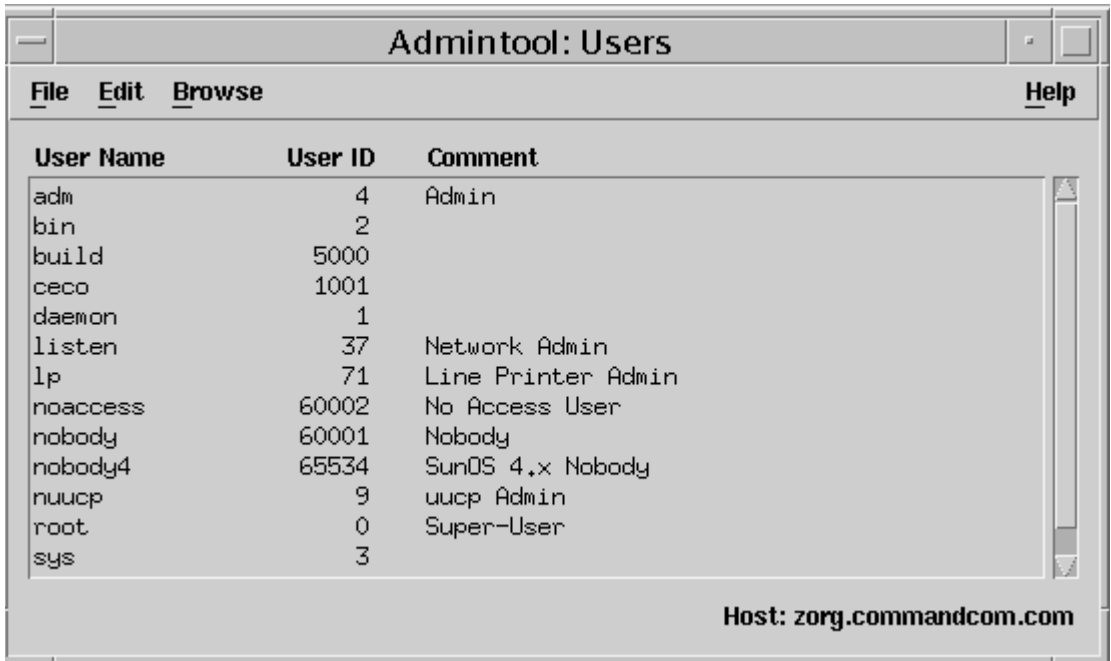 Admintool: Users
File Edit Browse Help
User Name User ID Comment
adm 4 Admin
bin 2
build 5000
ceco 1001
daemon 1
listen 37 Network Admin
lp 71 Line Printer Admin
noaccess 60002 No Access User
nobody 60001 Nobody
nobody4 65534 SunOS 4.x Nobody
nuucp 9 uucp Admin
root 0 Super-User
sys 3
Host: zorg.commandcom.com